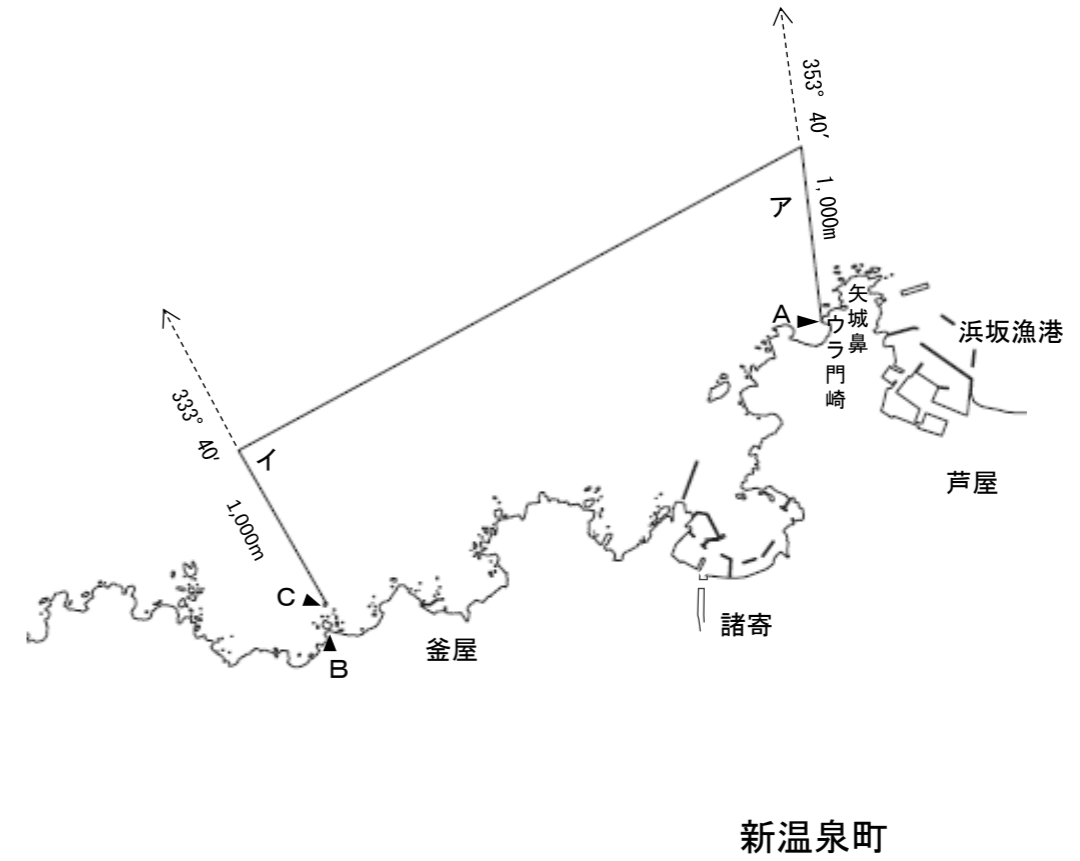 353° 40′
1,000m
ア
A
矢城鼻
ウラ門崎
浜坂漁港
芦屋
333° 40′
イ
1,000m
C
B
釜屋
諸寄
新温泉町